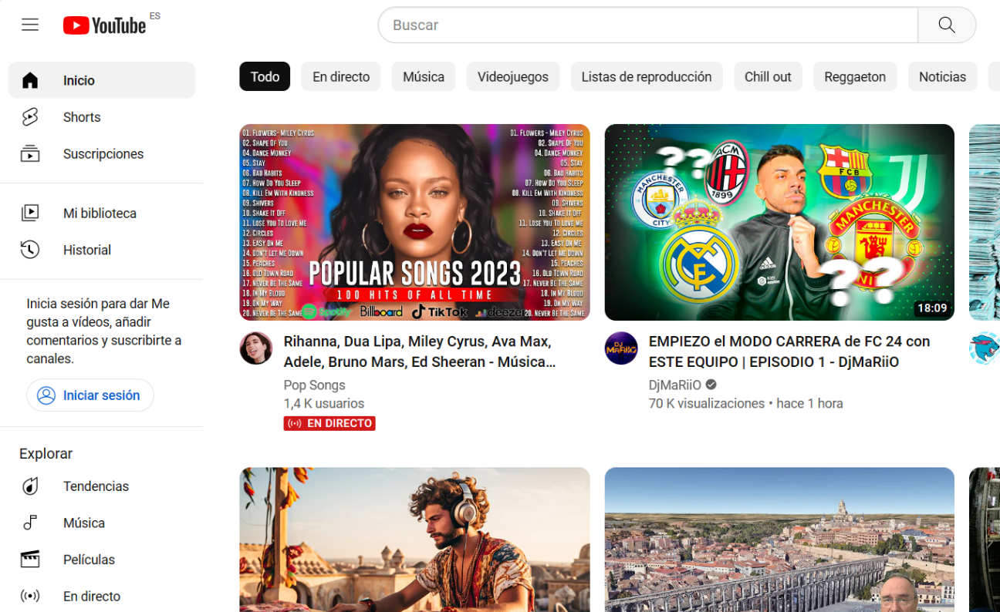 YouTube ES
Buscar
Inicio
Shorts
Suscripciones
Mi biblioteca
Historial
Inicia sesión para dar Me
gusta a vídeos, añadir
comentarios y suscribirte a
canales.
Iniciar sesión
Explorar
Tendencias
Música
Películas
En directo
Todo
En directo
Música
Videojuegos
Listas de reproducción
Chill out
Reggaeton
Noticias
01. Flowers- Miley Cyrus
02. Shape Of You
04. Dance Monkey
05. Stay
06. Bad Habits
07. How Do You Sleep
08. Kill Em With Kindness
09. Shivers
10. Shake It Off
11. Lose You To Love Me
12. Circles
13. Easy On Me
14. Don't Let Me Down
15. Peaches
16. Old Town Road
17. Never Be The Same
18. In My Blood
19. On My Way
20. Never Be The Same
01. Flowers - Miley Cyrus
02. Shape Of You
04. Dance Monkey
05. Stay
06. Bad Habits
07. How Do You Sleep
08. Kill Em With Kindness
09. Shivers
10. Shake It Off
11. Lose You To Love Me
12. Circles
13. Easy On Me
14. Don't Let Me Down
15. Peaches
16. Old Town Road
17. Never Be The Same
18. In My Blood
19. On My Way
20. Never Be The Same
POPULAR SONGS 2023
100 HITS OF ALL TIME
Spotify Billboard TikTok deezer
Rihanna, Dua Lipa, Miley Cyrus, Ava Max,
Adele, Bruno Mars, Ed Sheeran - Música...
Pop Songs
1,4 K usuarios
EN DIRECTO
??
ACM
1899
MANCHESTER
CITY
FCB
MANCHESTER
UNITED
adidas
??
18:09
DJ
MARIIO
EMPIEZO el MODO CARRERA de FC 24 con
ESTE EQUIPO | EPISODIO 1 - DjMaRiiO
DjMaRiiO
70 K visualizaciones • hace 1 hora